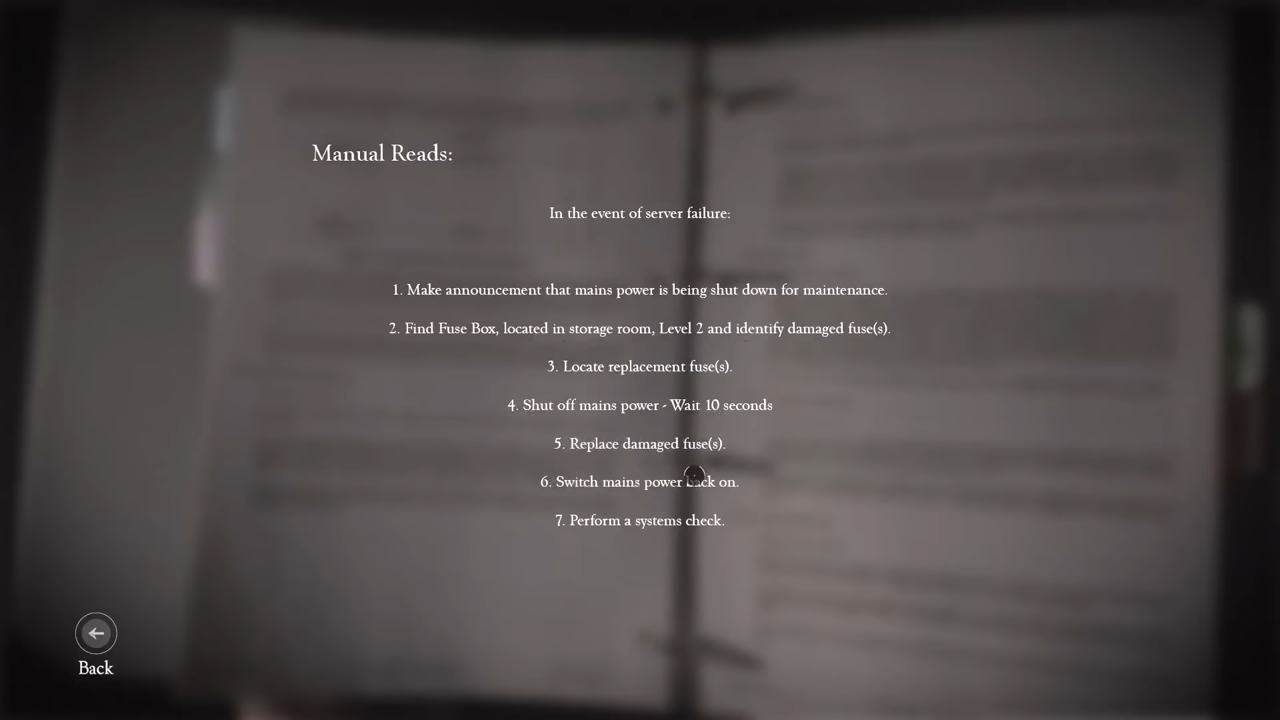 Manual Reads:
In the event of server failure:
1. Make announcement that mains power is being shut down for maintenance.
2. Find Fuse Box, located in storage room, Level 2 and identify damaged fuse(s).
3. Locate replacement fuse(s).
4. Shut off mains power - Wait 10 seconds
5. Replace damaged fuse(s).
6. Switch mains power back on.
7. Perform a systems check.
Back